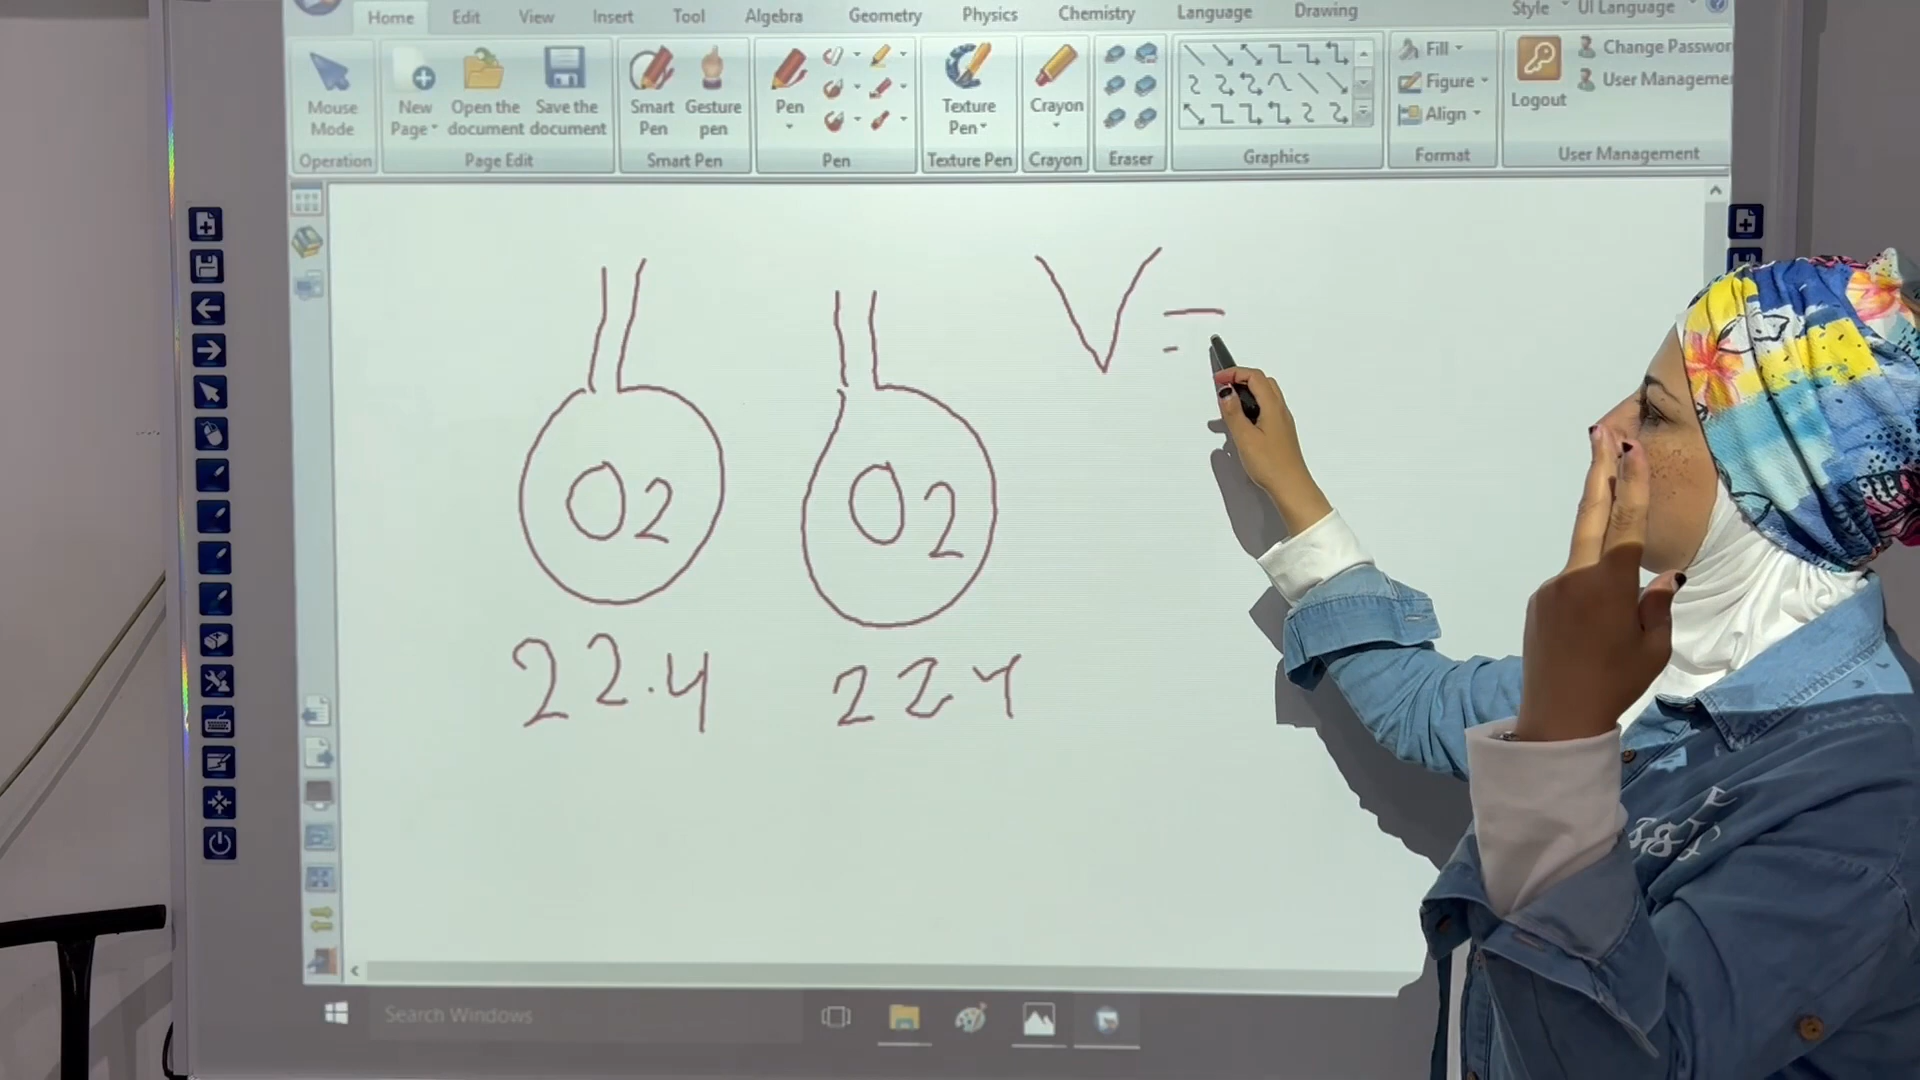 Home Edit View Insert Tool Algebra Geometry Physics Chemistry Language Drawing Style UI Language
Mouse Mode
New Page
Open the document
Save the document
Smart Pen
Gesture pen
Pen
Texture Pen
Crayon
Fill
Figure
Align
Logout
Change Passwor
User Manageme
Operation Page Edit Smart Pen Pen Texture Pen Crayon Eraser Graphics Format User Management
V =
O2 O2
22.4 224
Search Windows